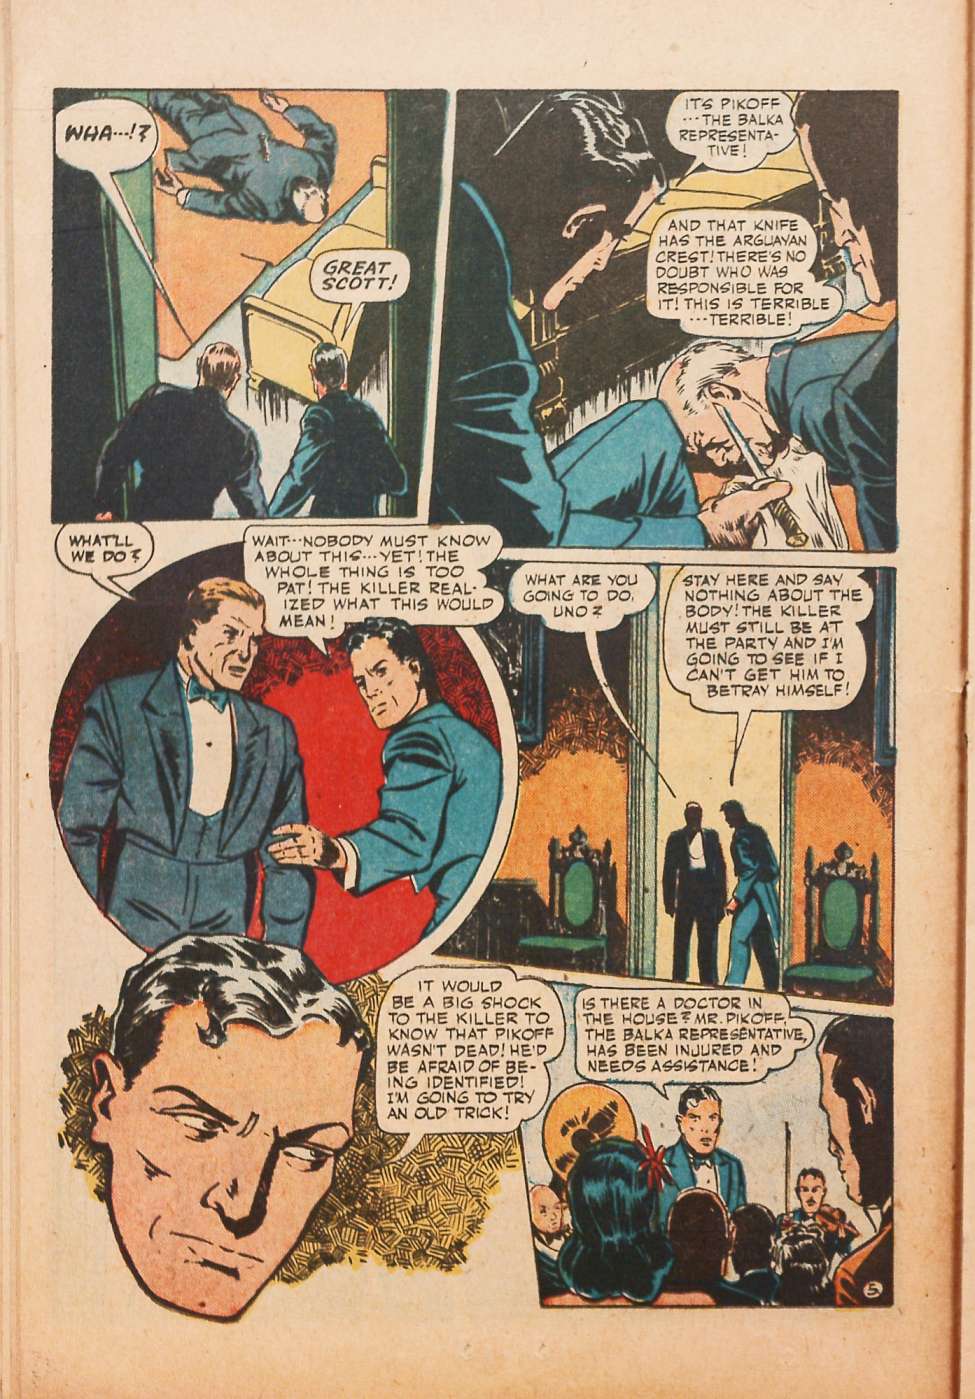 WHA---!?
GREAT
SCOTT!
IT'S PIKOFF
---THE BALKA
REPRESENTA-
TIVE!
AND THAT KNIFE
HAS THE ARGUAYAN
CREST! THERE'S NO
DOUBT WHO WAS
RESPONSIBLE FOR
IT! THIS IS TERRIBLE
---TERRIBLE!
WHAT'LL
WE DO?
WAIT---NOBODY MUST KNOW
ABOUT THIS---YET! THE
WHOLE THING IS TOO
PAT! THE KILLER REAL-
IZED WHAT THIS WOULD
MEAN!
WHAT ARE YOU
GOING TO DO,
UNO?
STAY HERE AND SAY
NOTHING ABOUT THE
BODY! THE KILLER
MUST STILL BE AT
THE PARTY AND I'M
GOING TO SEE IF I
CAN'T GET HIM TO
BETRAY HIMSELF!
IT WOULD
BE A BIG SHOCK
TO THE KILLER TO
KNOW THAT PIKOFF
WASN'T DEAD! HE'D
BE AFRAID OF BE-
ING IDENTIFIED!
I'M GOING TO TRY
AN OLD TRICK!
IS THERE A DOCTOR IN
THE HOUSE? MR. PIKOFF,
THE BALKA REPRESENTATIVE,
HAS BEEN INJURED AND
NEEDS ASSISTANCE!
5